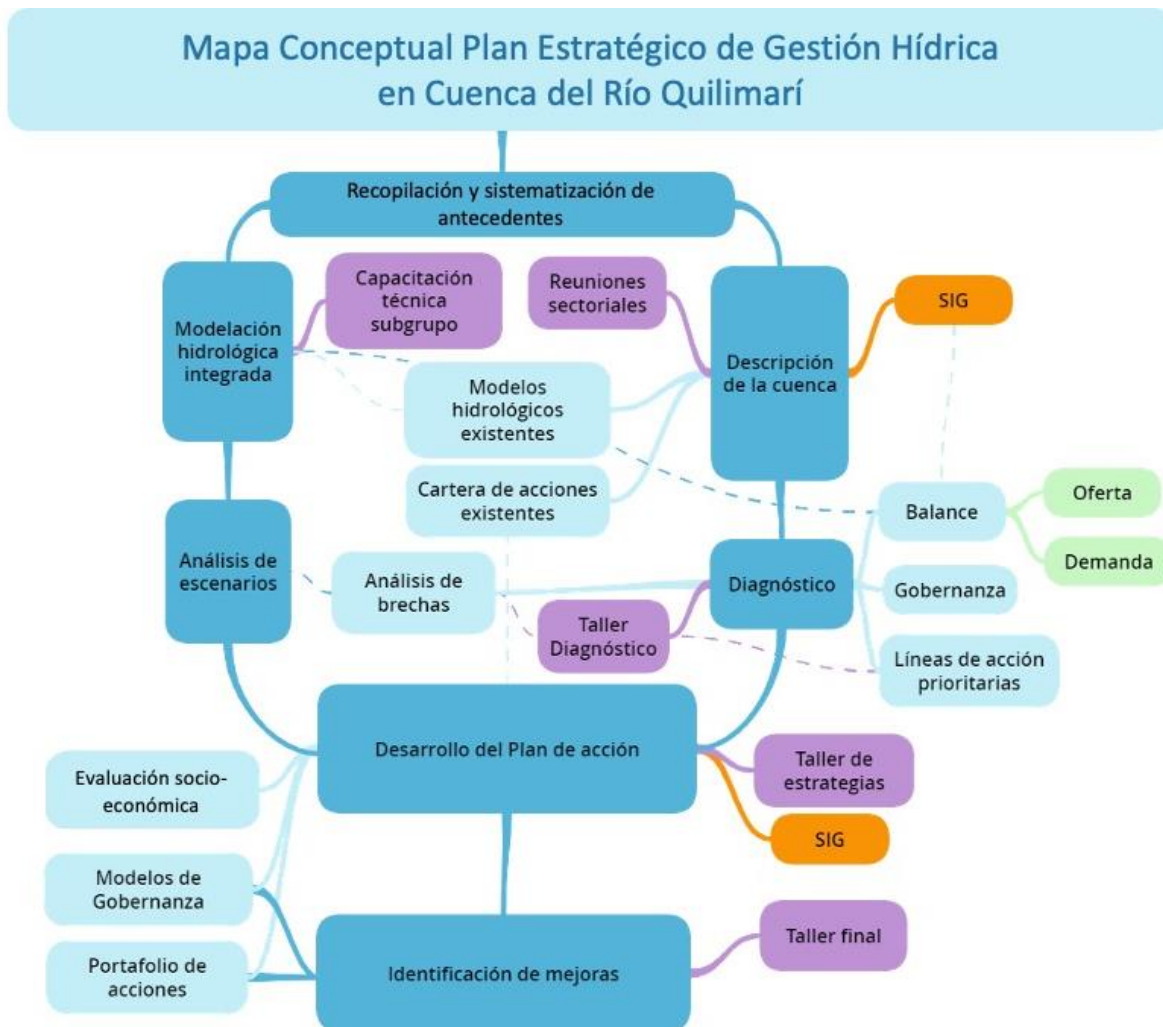 Mapa Conceptual Plan Estratégico de Gestión Hídrica
en Cuenca del Río Quilimarí
Recopilación y sistematización de
antecedentes
Modelación
hidrológica
integrada
Capacitación
técnica
subgrupo
Reuniones
sectoriales
Descripción
de la cuenca
SIG
Modelos
hidrológicos
existentes
Cartera de acciones
existentes
Balance
Oferta
Demanda
Análisis de
escenarios
Análisis de
brechas
Taller
Diagnóstico
Diagnóstico
Gobernanza
Líneas de acción
prioritarias
Desarrollo del Plan de acción
Evaluación socio-
económica
Taller de
estrategias
SIG
Modelos de
Gobernanza
Portafolio de
acciones
Identificación de mejoras
Taller final